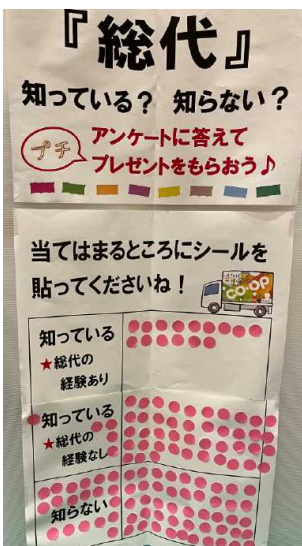 『総代』
知っている？ 知らない？
プチ
アンケートに答えて
プレゼントをもらおう♪
当てはまるところにシールを
貼ってくださいね！
CO・OP
知っている
★総代の
経験あり
知っている
★総代の
経験なし
知らない